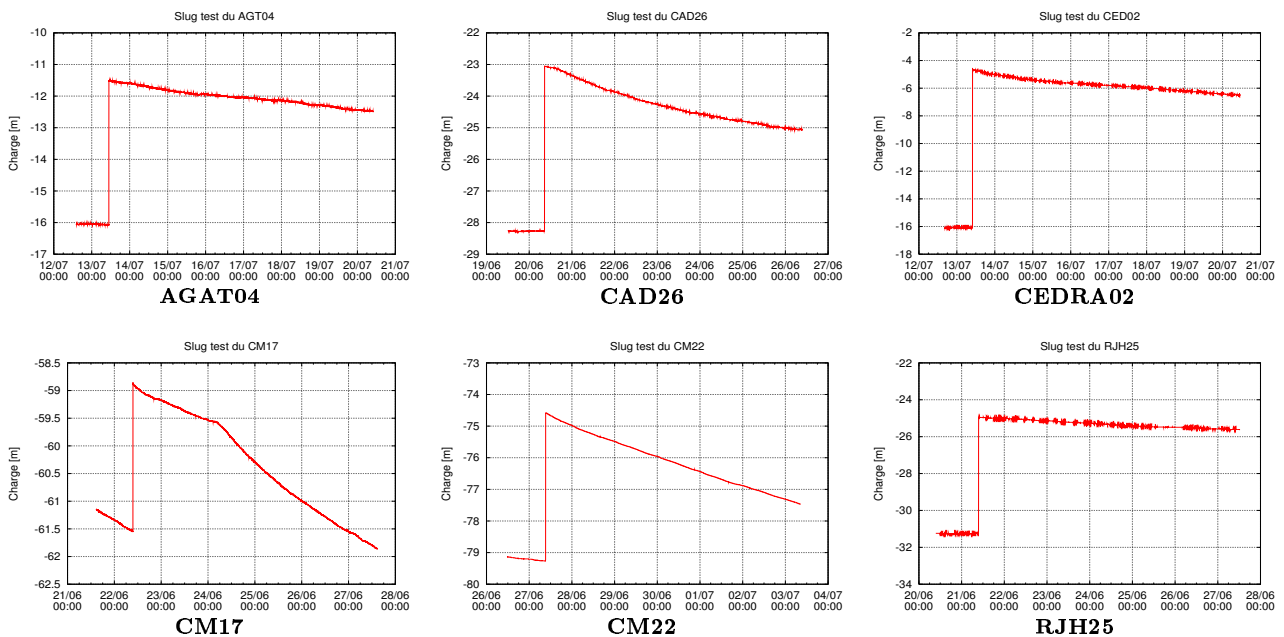 Slug test du AGT04
Charge [m]
-10
-11
-12
-13
-14
-15
-16
-17
12/07 13/07 14/07 15/07 16/07 17/07 18/07 19/07 20/07 21/07
00:00 00:00 00:00 00:00 00:00 00:00 00:00 00:00 00:00 00:00
AGAT04
Slug test du CAD26
Charge [m]
-22
-23
-24
-25
-26
-27
-28
-29
19/06 20/06 21/06 22/06 23/06 24/06 25/06 26/06 27/06
00:00 00:00 00:00 00:00 00:00 00:00 00:00 00:00 00:00
CAD26
Slug test du CED02
Charge [m]
-2
-4
-6
-8
-10
-12
-14
-16
-18
12/07 13/07 14/07 15/07 16/07 17/07 18/07 19/07 20/07 21/07
00:00 00:00 00:00 00:00 00:00 00:00 00:00 00:00 00:00 00:00
CEDRA02
Slug test du CM17
Charge [m]
-58.5
-59
-59.5
-60
-60.5
-61
-61.5
-62
-62.5
21/06 22/06 23/06 24/06 25/06 26/06 27/06 28/06
00:00 00:00 00:00 00:00 00:00 00:00 00:00 00:00
CM17
Slug test du CM22
Charge [m]
-73
-74
-75
-76
-77
-78
-79
-80
26/06 27/06 28/06 29/06 30/06 01/07 02/07 03/07 04/07
00:00 00:00 00:00 00:00 00:00 00:00 00:00 00:00 00:00
CM22
Slug test du RJH25
Charge [m]
-22
-24
-26
-28
-30
-32
-34
20/06 21/06 22/06 23/06 24/06 25/06 26/06 27/06 28/06
00:00 00:00 00:00 00:00 00:00 00:00 00:00 00:00 00:00
RJH25